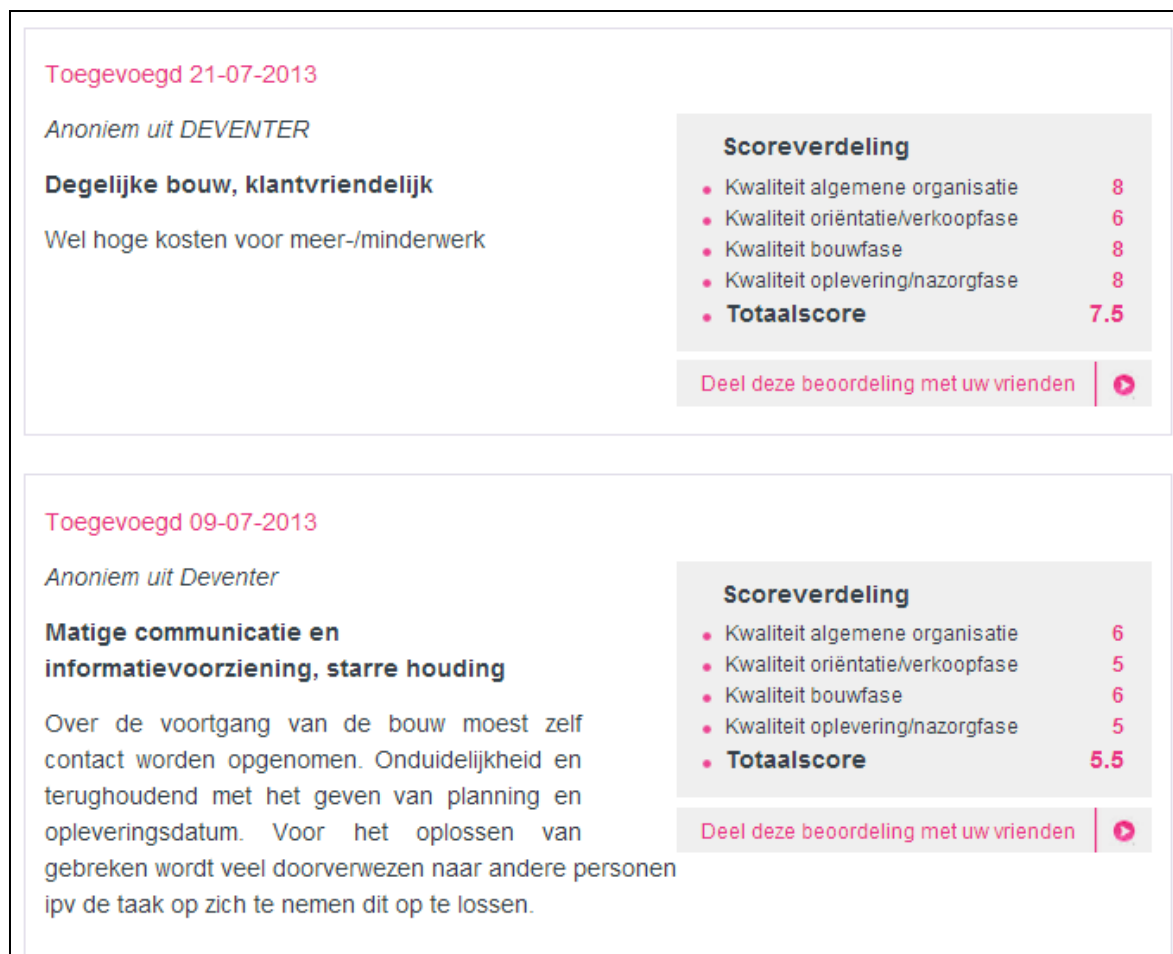 Toegevoegd 21-07-2013
Anoniem uit DEVENTER
Degelijke bouw, klantvriendelijk
Wel hoge kosten voor meer-/minderwerk
Scoreverdeling
Kwaliteit algemene organisatie 8
Kwaliteit oriëntatie/verkoopfase 6
Kwaliteit bouwfase 8
Kwaliteit oplevering/nazorgfase 8
Totaalscore 7.5
Deel deze beoordeling met uw vrienden
Toegevoegd 09-07-2013
Anoniem uit Deventer
Matige communicatie en
informatievoorziening, starre houding
Over de voortgang van de bouw moest zelf
contact worden opgenomen. Onduidelijkheid en
terughoudend met het geven van planning en
opleveringsdatum. Voor het oplossen van
gebreken wordt veel doorverwezen naar andere personen
ipv de taak op zich te nemen dit op te lossen.
Scoreverdeling
Kwaliteit algemene organisatie 6
Kwaliteit oriëntatie/verkoopfase 5
Kwaliteit bouwfase 6
Kwaliteit oplevering/nazorgfase 5
Totaalscore 5.5
Deel deze beoordeling met uw vrienden